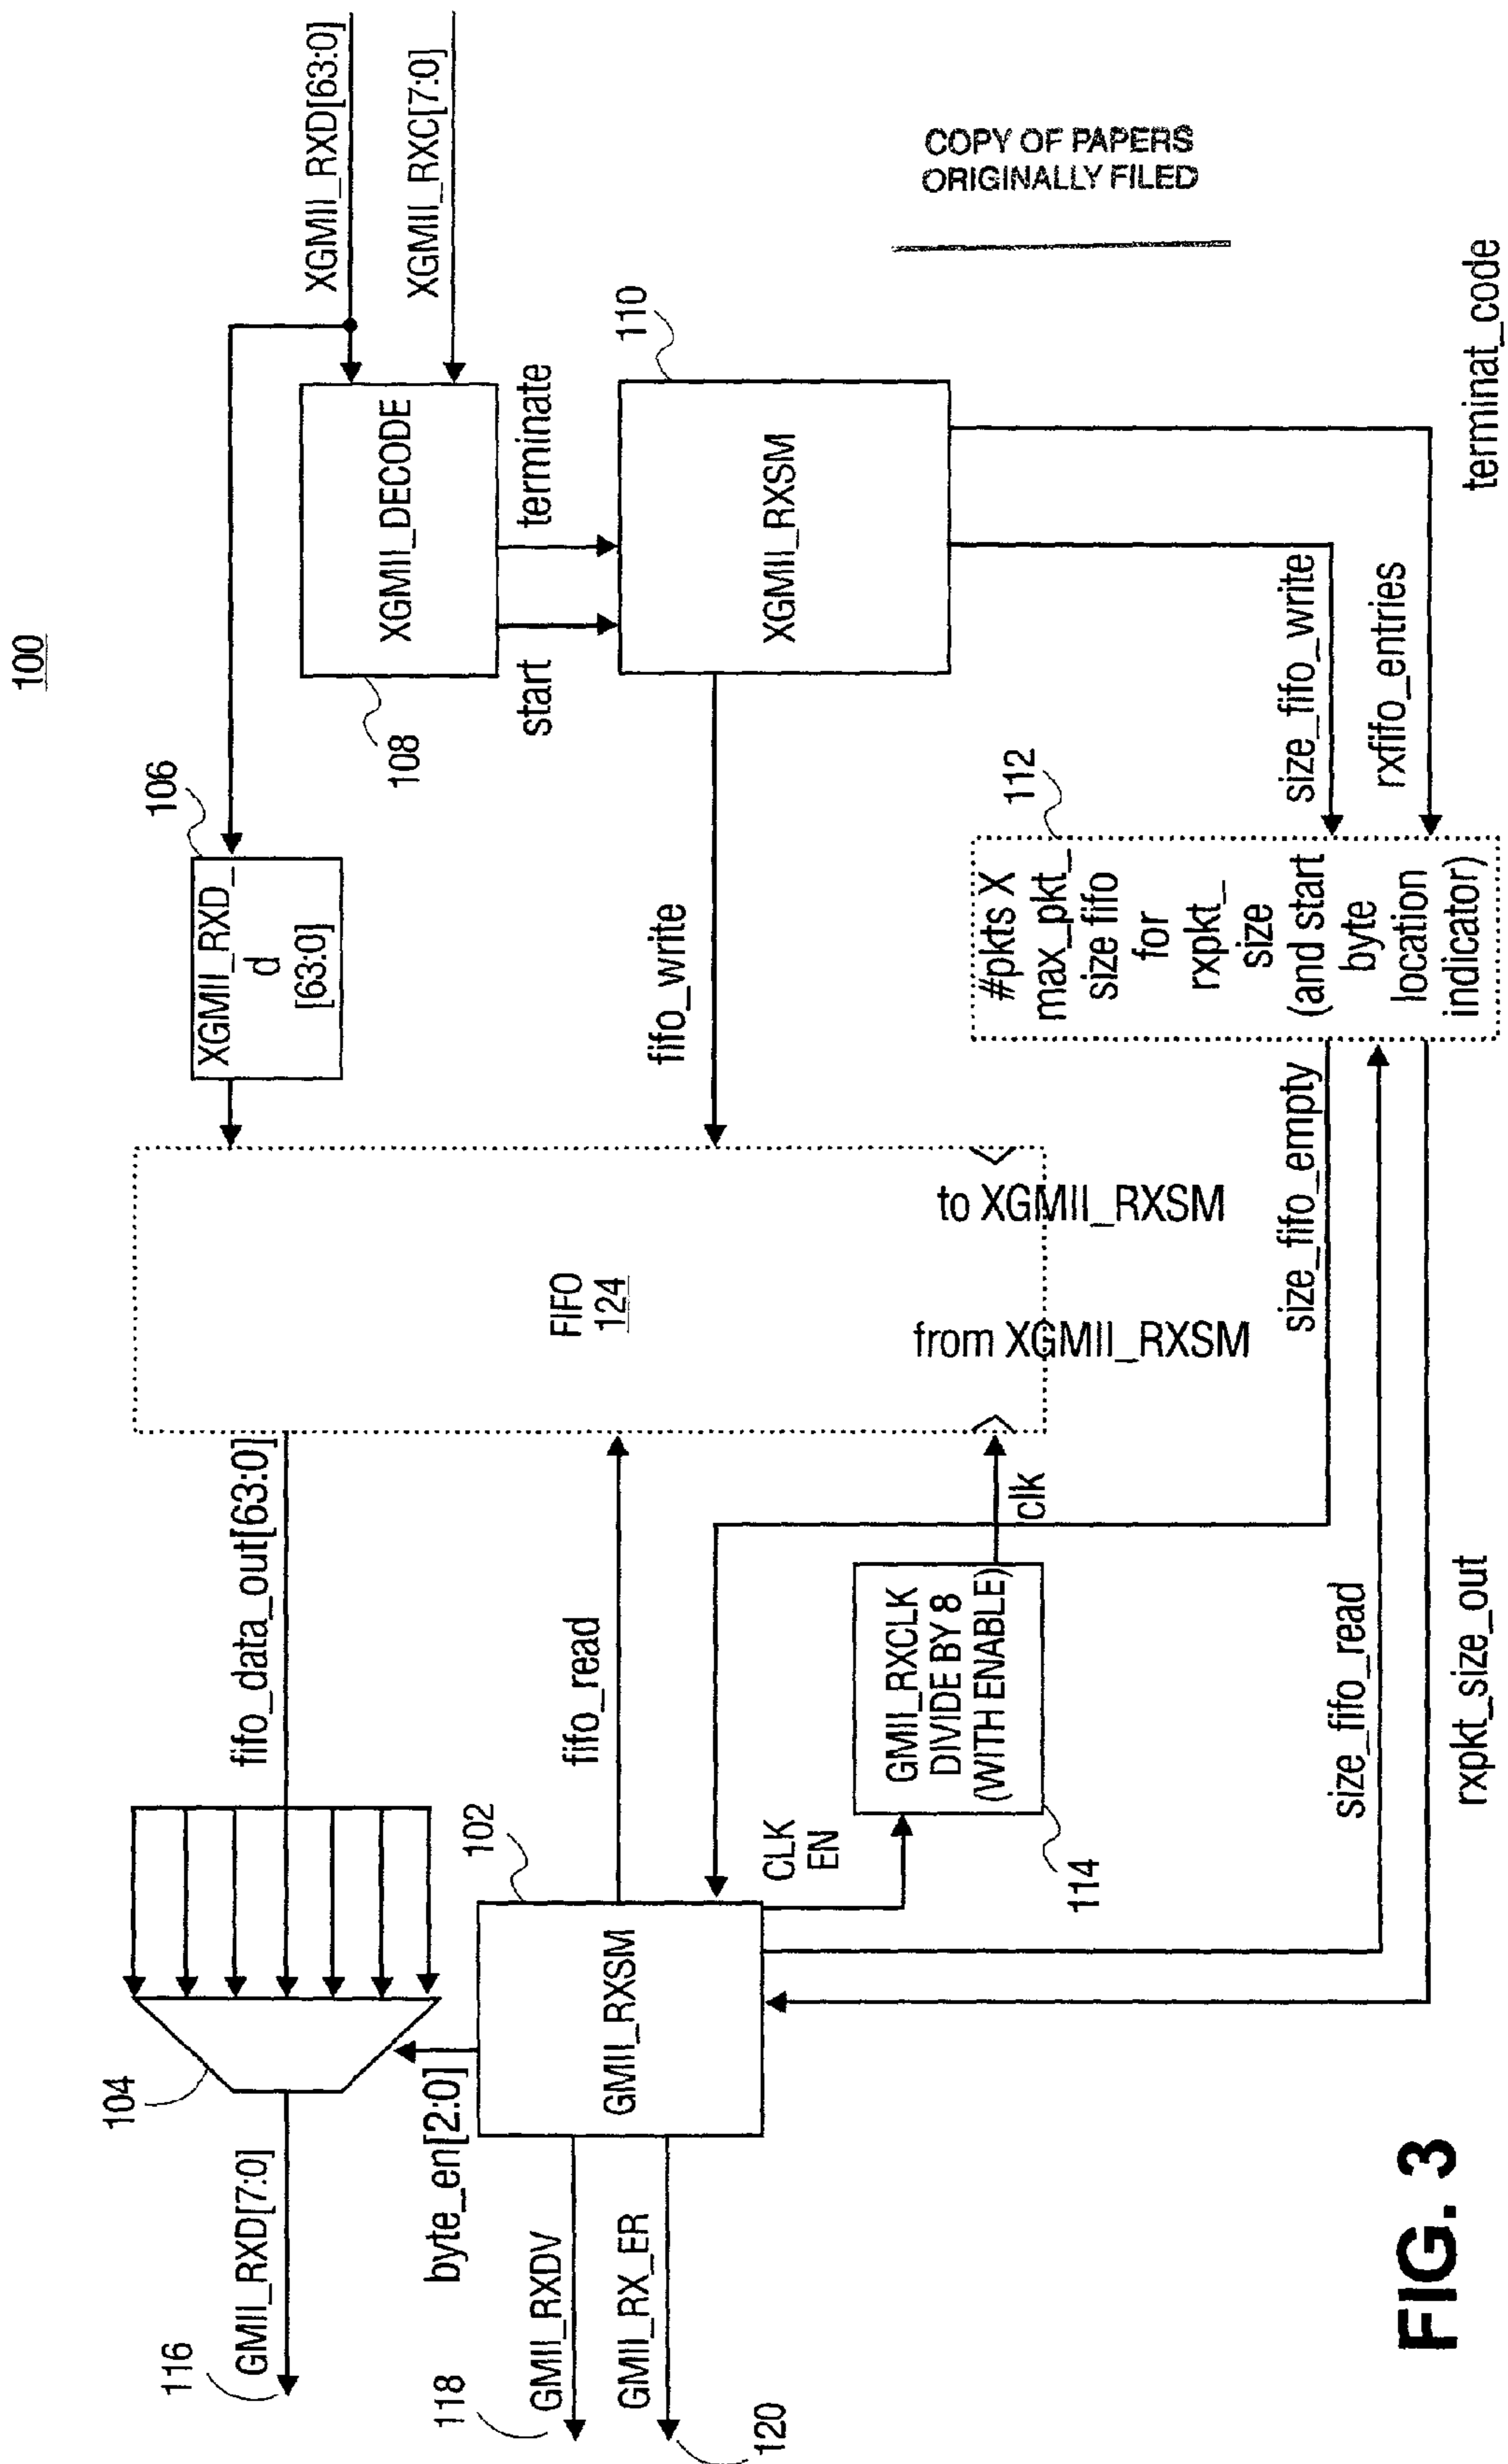 100
XGMII_RXD[63:0]
XGMII_RXC[7:0]
106
XGMII_RXD_
d
[63:0]
XGMII_DECODE
108
start
terminate
110
XGMII_RXSM
COPY OF PAPERS
ORIGINALLY FILED
fifo_write
size_fifo_write
rxfifo_entries
terminat_code
112
#pkts X
max_pkt_
size fifo
for
rxpkt_
size
(and start
byte
location
indicator)
FIFO
124
to XGMII_RXSM
from XGMII_RXSM
size_fifo_empty
size_fifo_read
rxpkt_size_out
fifo_data_out[63:0]
fifo_read
clk
GMII_RXCLK
DIVIDE BY 8
(WITH ENABLE)
114
CLK
EN
102
GMII_RXSM
104
byte_en[2:0]
GMII_RXD[7:0]
116
GMII_RXDV
118
GMII_RX_ER
120
FIG. 3